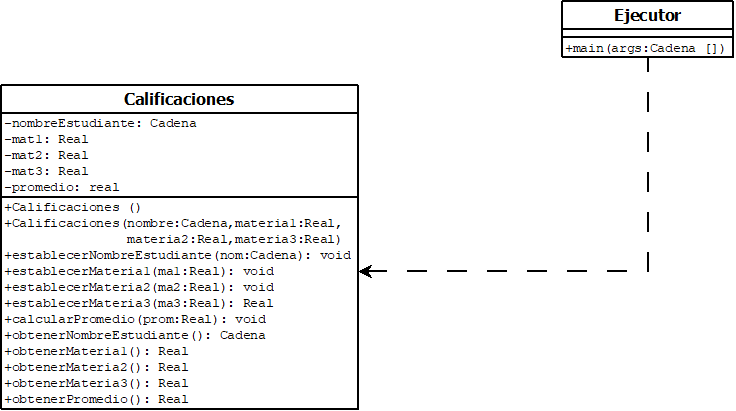 Ejecutor
+main(args:Cadena [])
Calificaciones
-nombreEstudiante: Cadena
-mat1: Real
-mat2: Real
-mat3: Real
-promedio: real
+Calificaciones ()
+Calificaciones(nombre:Cadena,materia1:Real,
materia2:Real,materia3:Real)
+establecerNombreEstudiante(nom:Cadena): void
+establecerMateria1(ma1:Real): void
+establecerMateria2(ma2:Real): void
+establecerMateria3(ma3:Real): Real
+calcularPromedio(prom:Real): void
+obtenerNombreEstudiante(): Cadena
+obtenerMateria1(): Real
+obtenerMateria2(): Real
+obtenerMateria3(): Real
+obtenerPromedio(): Real